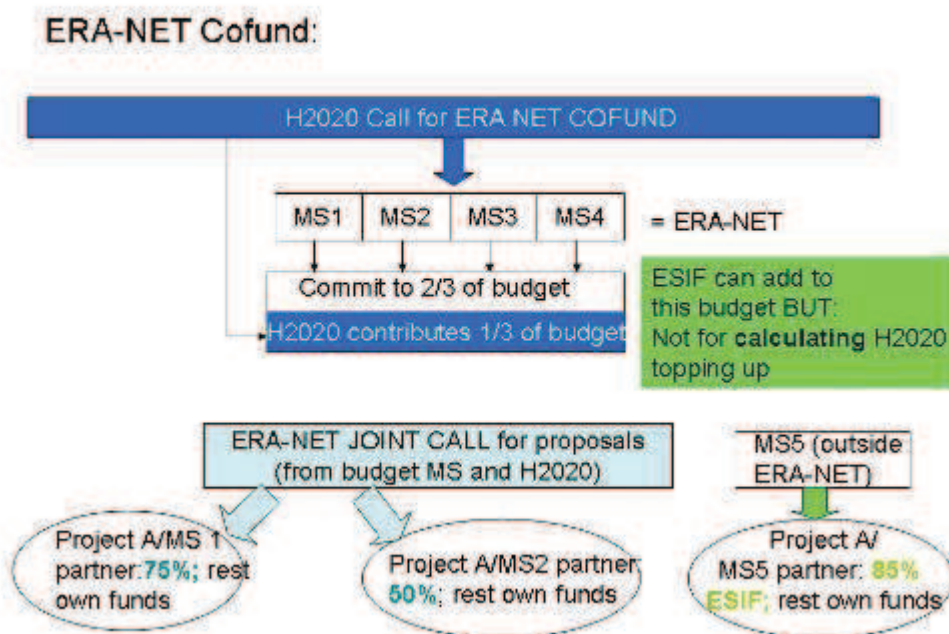 ERA-NET Cofund:
H2020 Call for ERA NET COFUND
MS1 MS2 MS3 MS4
= ERA-NET
Commit to 2/3 of budget
H2020 contributes 1/3 of budget
ESIF can add to
this budget BUT:
Not for calculating H2020
topping up
ERA-NET JOINT CALL for proposals
(from budget MS and H2020)
MS5 (outside
ERA-NET)
Project A/MS 1
partner:75%; rest
own funds
Project A/MS2 partner:
50%; rest own funds
Project A/
MS5 partner: 85%
ESIF; rest own funds